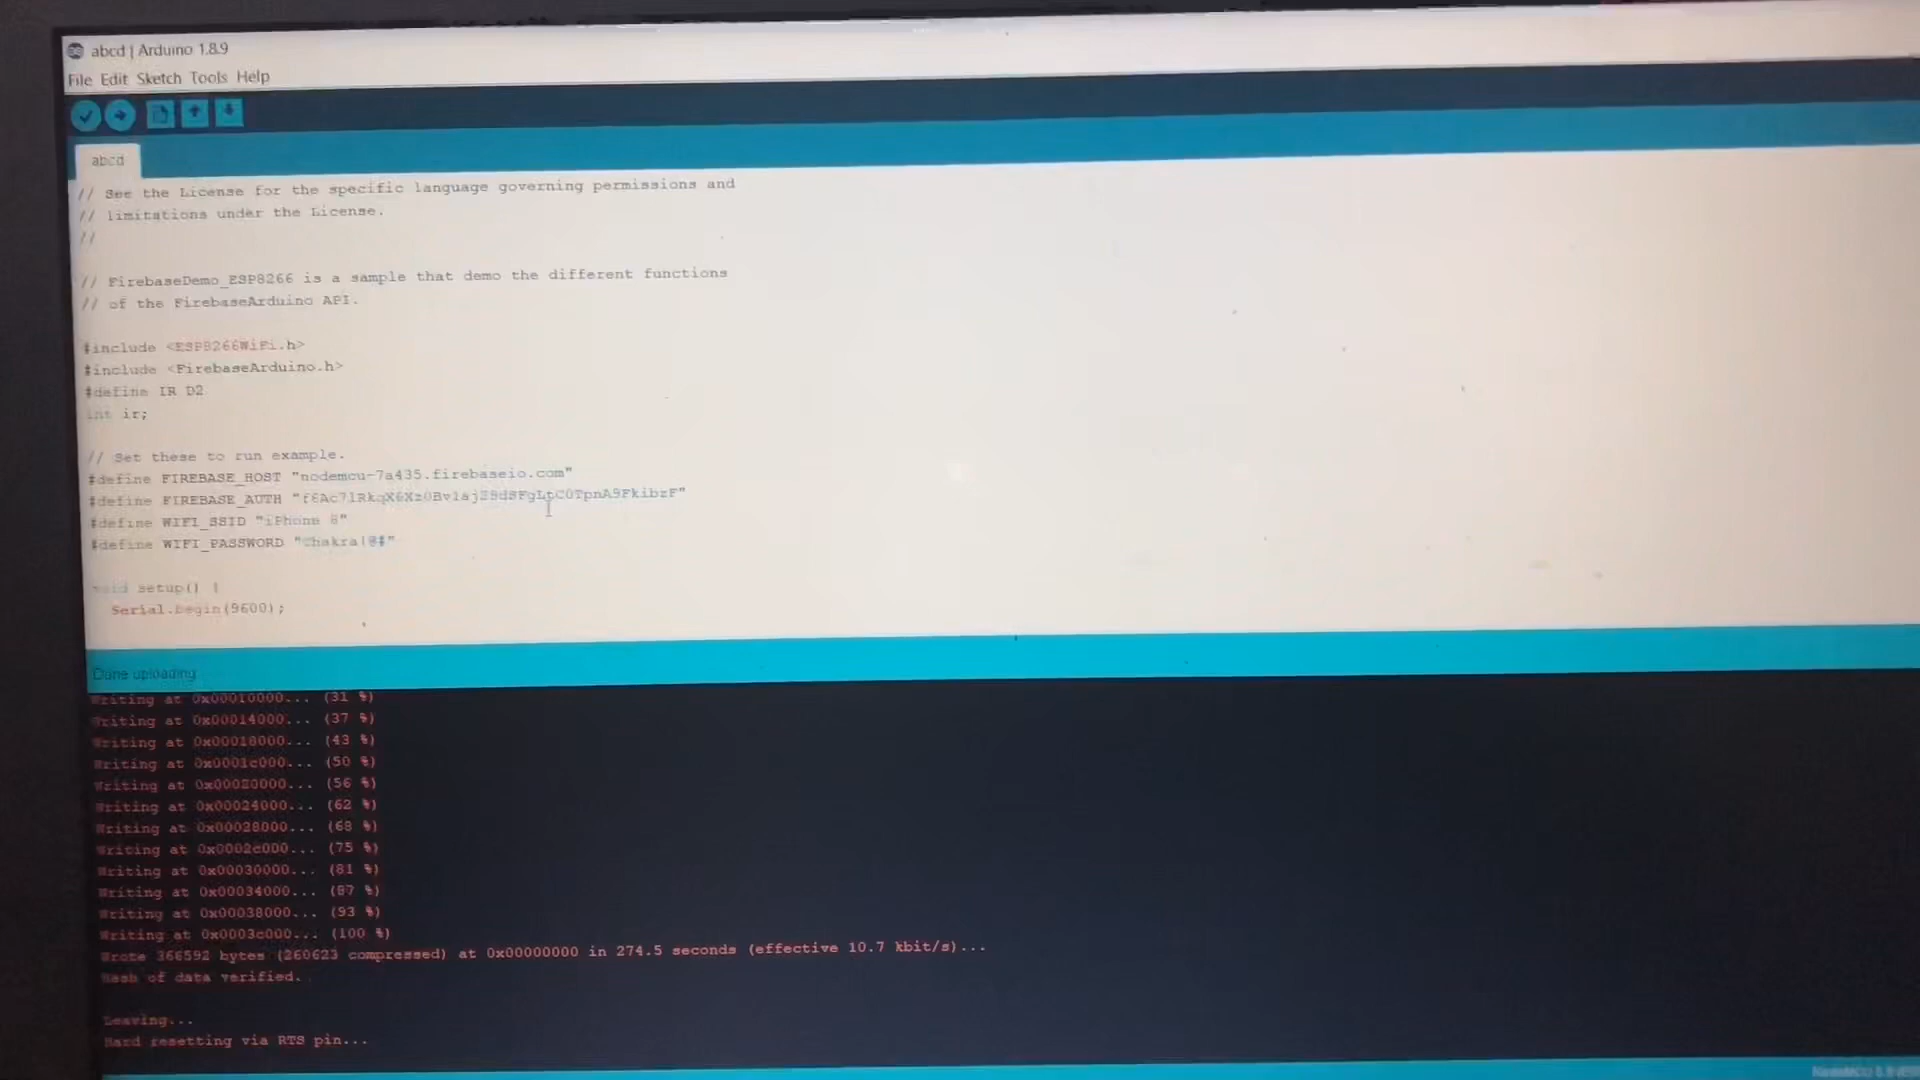 abcd | Arduino 1.8.9
File Edit Sketch Tools Help
abcd
// See the License for the specific language governing permissions and
// limitations under the License.
//
// FirebaseDemo_ESP8266 is a sample that demo the different functions
// of the FirebaseArduino API.
#include <ESP8266WiFi.h>
#include <FirebaseArduino.h>
#define IR D2
int ir;
// Set these to run example.
#define FIREBASE_HOST "nodemcu-7a435.firebaseio.com"
#define FIREBASE_AUTH
#define WIFI_SSID "iPhone 8"
#define WIFI_PASSWORD
void setup() {
Serial.begin(9600);
Done uploading
Writing at 0x00010000... (31 %)
Writing at 0x00014000... (37 %)
Writing at 0x00018000... (43 %)
Writing at 0x0001c000... (50 %)
Writing at 0x00020000... (56 %)
Writing at 0x00024000... (62 %)
Writing at 0x00028000... (68 %)
Writing at 0x0002c000... (75 %)
Writing at 0x00030000... (81 %)
Writing at 0x00034000... (87 %)
Writing at 0x00038000... (93 %)
Writing at 0x0003c000... (100 %)
Wrote 366592 bytes (260623 compressed) at 0x00000000 in 274.5 seconds (effective 10.7 kbit/s)...
Hash of data verified.
Leaving...
Hard resetting via RTS pin...